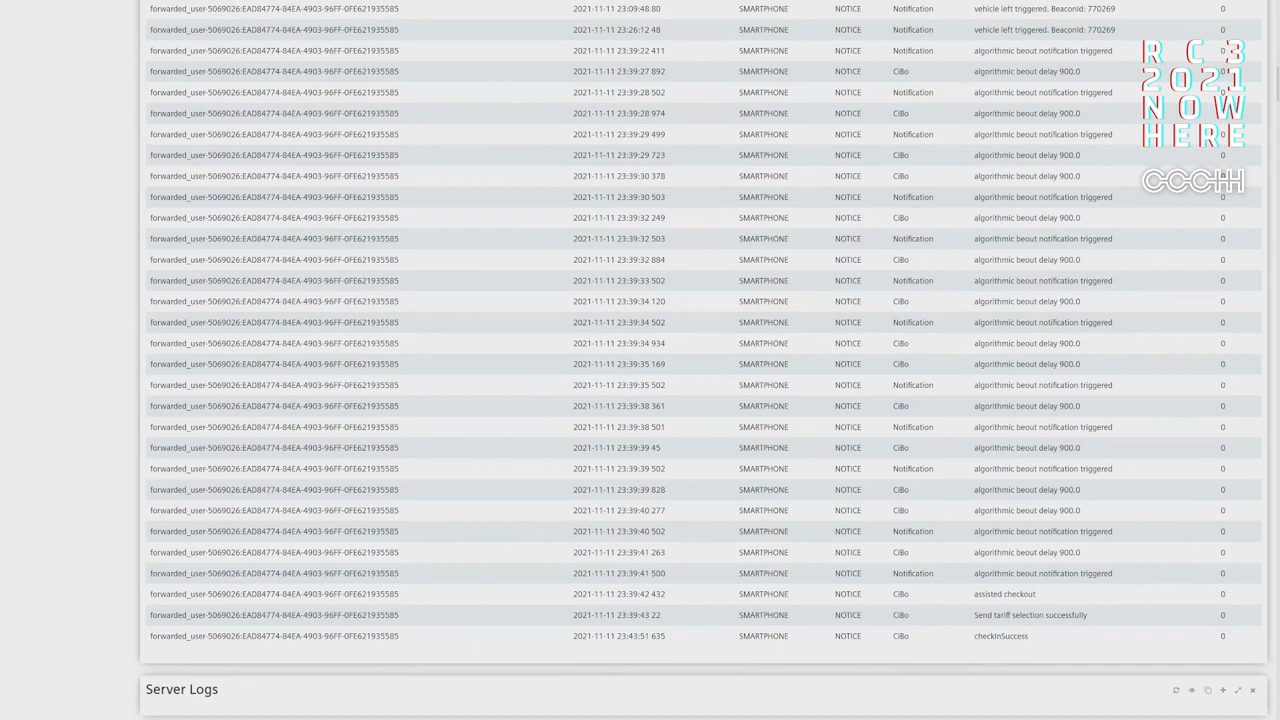 forwarded_user-5069026:EAD84774-84EA-4903-96FF-0FE621935585 2021-11-11 23:09:48 80 SMARTPHONE NOTICE Notification vehicle left triggered. BeaconId: 770269 0
forwarded_user-5069026:EAD84774-84EA-4903-96FF-0FE621935585 2021-11-11 23:26:12 48 SMARTPHONE NOTICE Notification vehicle left triggered. BeaconId: 770269 0
forwarded_user-5069026:EAD84774-84EA-4903-96FF-0FE621935585 2021-11-11 23:39:22 411 SMARTPHONE NOTICE Notification algorithmic beout notification triggered 0
forwarded_user-5069026:EAD84774-84EA-4903-96FF-0FE621935585 2021-11-11 23:39:27 892 SMARTPHONE NOTICE CiBo algorithmic beout delay 900.0
forwarded_user-5069026:EAD84774-84EA-4903-96FF-0FE621935585 2021-11-11 23:39:28 502 SMARTPHONE NOTICE Notification algorithmic beout notification triggered 0
forwarded_user-5069026:EAD84774-84EA-4903-96FF-0FE621935585 2021-11-11 23:39:28 974 SMARTPHONE NOTICE CiBo algorithmic beout delay 900.0
forwarded_user-5069026:EAD84774-84EA-4903-96FF-0FE621935585 2021-11-11 23:39:29 499 SMARTPHONE NOTICE Notification algorithmic beout notification triggered 0
forwarded_user-5069026:EAD84774-84EA-4903-96FF-0FE621935585 2021-11-11 23:39:29 723 SMARTPHONE NOTICE CiBo algorithmic beout delay 900.0 0
forwarded_user-5069026:EAD84774-84EA-4903-96FF-0FE621935585 2021-11-11 23:39:30 378 SMARTPHONE NOTICE CiBo algorithmic beout delay 900.0
forwarded_user-5069026:EAD84774-84EA-4903-96FF-0FE621935585 2021-11-11 23:39:30 503 SMARTPHONE NOTICE Notification algorithmic beout notification triggered 0
forwarded_user-5069026:EAD84774-84EA-4903-96FF-0FE621935585 2021-11-11 23:39:32 249 SMARTPHONE NOTICE CiBo algorithmic beout delay 900.0 0
forwarded_user-5069026:EAD84774-84EA-4903-96FF-0FE621935585 2021-11-11 23:39:32 503 SMARTPHONE NOTICE Notification algorithmic beout notification triggered 0
forwarded_user-5069026:EAD84774-84EA-4903-96FF-0FE621935585 2021-11-11 23:39:32 884 SMARTPHONE NOTICE CiBo algorithmic beout delay 900.0 0
forwarded_user-5069026:EAD84774-84EA-4903-96FF-0FE621935585 2021-11-11 23:39:33 502 SMARTPHONE NOTICE Notification algorithmic beout notification triggered 0
forwarded_user-5069026:EAD84774-84EA-4903-96FF-0FE621935585 2021-11-11 23:39:34 120 SMARTPHONE NOTICE CiBo algorithmic beout delay 900.0 0
forwarded_user-5069026:EAD84774-84EA-4903-96FF-0FE621935585 2021-11-11 23:39:34 502 SMARTPHONE NOTICE Notification algorithmic beout notification triggered 0
forwarded_user-5069026:EAD84774-84EA-4903-96FF-0FE621935585 2021-11-11 23:39:34 934 SMARTPHONE NOTICE CiBo algorithmic beout delay 900.0 0
forwarded_user-5069026:EAD84774-84EA-4903-96FF-0FE621935585 2021-11-11 23:39:35 169 SMARTPHONE NOTICE CiBo algorithmic beout delay 900.0 0
forwarded_user-5069026:EAD84774-84EA-4903-96FF-0FE621935585 2021-11-11 23:39:35 502 SMARTPHONE NOTICE Notification algorithmic beout notification triggered 0
forwarded_user-5069026:EAD84774-84EA-4903-96FF-0FE621935585 2021-11-11 23:39:38 361 SMARTPHONE NOTICE CiBo algorithmic beout delay 900.0 0
forwarded_user-5069026:EAD84774-84EA-4903-96FF-0FE621935585 2021-11-11 23:39:38 501 SMARTPHONE NOTICE Notification algorithmic beout notification triggered 0
forwarded_user-5069026:EAD84774-84EA-4903-96FF-0FE621935585 2021-11-11 23:39:39 45 SMARTPHONE NOTICE CiBo algorithmic beout delay 900.0 0
forwarded_user-5069026:EAD84774-84EA-4903-96FF-0FE621935585 2021-11-11 23:39:39 502 SMARTPHONE NOTICE Notification algorithmic beout notification triggered 0
forwarded_user-5069026:EAD84774-84EA-4903-96FF-0FE621935585 2021-11-11 23:39:39 828 SMARTPHONE NOTICE CiBo algorithmic beout delay 900.0 0
forwarded_user-5069026:EAD84774-84EA-4903-96FF-0FE621935585 2021-11-11 23:39:40 277 SMARTPHONE NOTICE CiBo algorithmic beout delay 900.0 0
forwarded_user-5069026:EAD84774-84EA-4903-96FF-0FE621935585 2021-11-11 23:39:40 502 SMARTPHONE NOTICE Notification algorithmic beout notification triggered 0
forwarded_user-5069026:EAD84774-84EA-4903-96FF-0FE621935585 2021-11-11 23:39:41 263 SMARTPHONE NOTICE CiBo algorithmic beout delay 900.0 0
forwarded_user-5069026:EAD84774-84EA-4903-96FF-0FE621935585 2021-11-11 23:39:41 500 SMARTPHONE NOTICE Notification algorithmic beout notification triggered 0
forwarded_user-5069026:EAD84774-84EA-4903-96FF-0FE621935585 2021-11-11 23:39:42 432 SMARTPHONE NOTICE CiBo assisted checkout 0
forwarded_user-5069026:EAD84774-84EA-4903-96FF-0FE621935585 2021-11-11 23:39:43 22 SMARTPHONE NOTICE CiBo Send tariff selection successfully 0
forwarded_user-5069026:EAD84774-84EA-4903-96FF-0FE621935585 2021-11-11 23:43:51 635 SMARTPHONE NOTICE CiBo checkInSuccess 0
Server Logs
RC3
2021
NOW
HERE
CCCHH